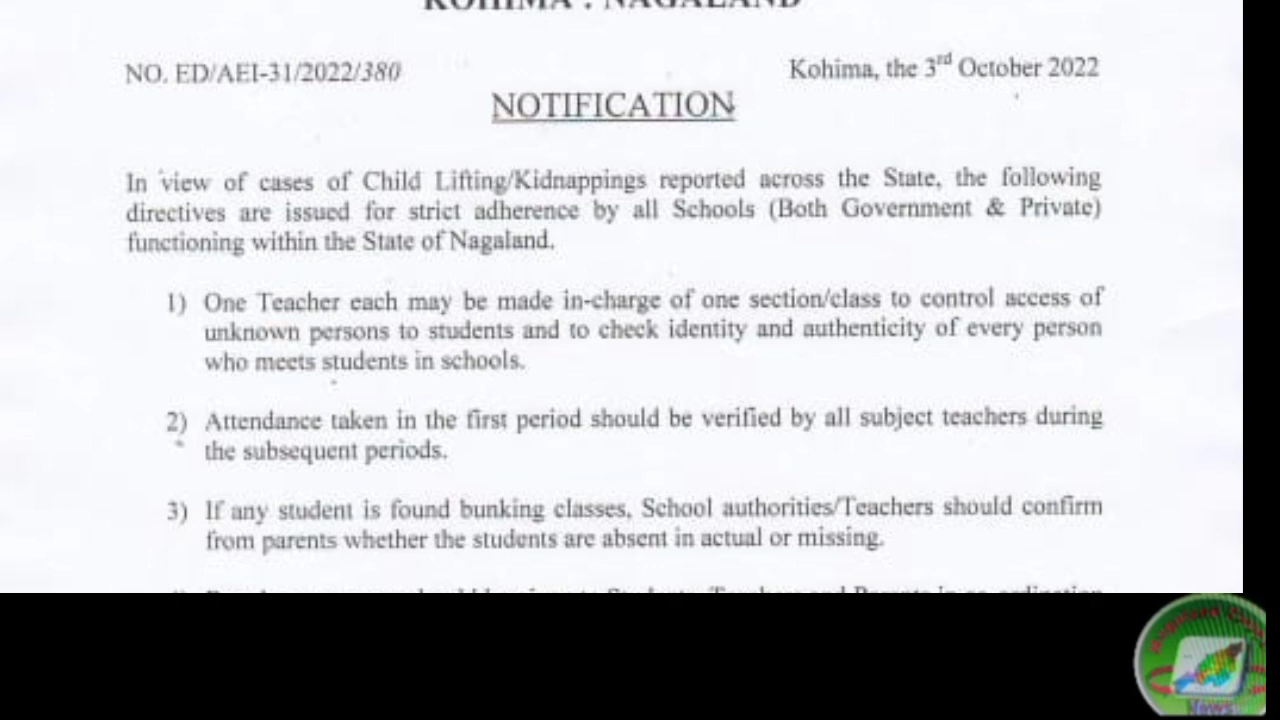 KOHIMA : NAGALAND
NO. ED/AEI-31/2022/380
Kohima, the 3rd October 2022
NOTIFICATION
In view of cases of Child Lifting/Kidnappings reported across the State, the following
directives are issued for strict adherence by all Schools (Both Government & Private)
functioning within the State of Nagaland.
1) One Teacher each may be made in-charge of one section/class to control access of
unknown persons to students and to check identity and authenticity of every person
who meets students in schools.
2) Attendance taken in the first period should be verified by all subject teachers during
the subsequent periods.
3) If any student is found bunking classes, School authorities/Teachers should confirm
from parents whether the students are absent in actual or missing.
News